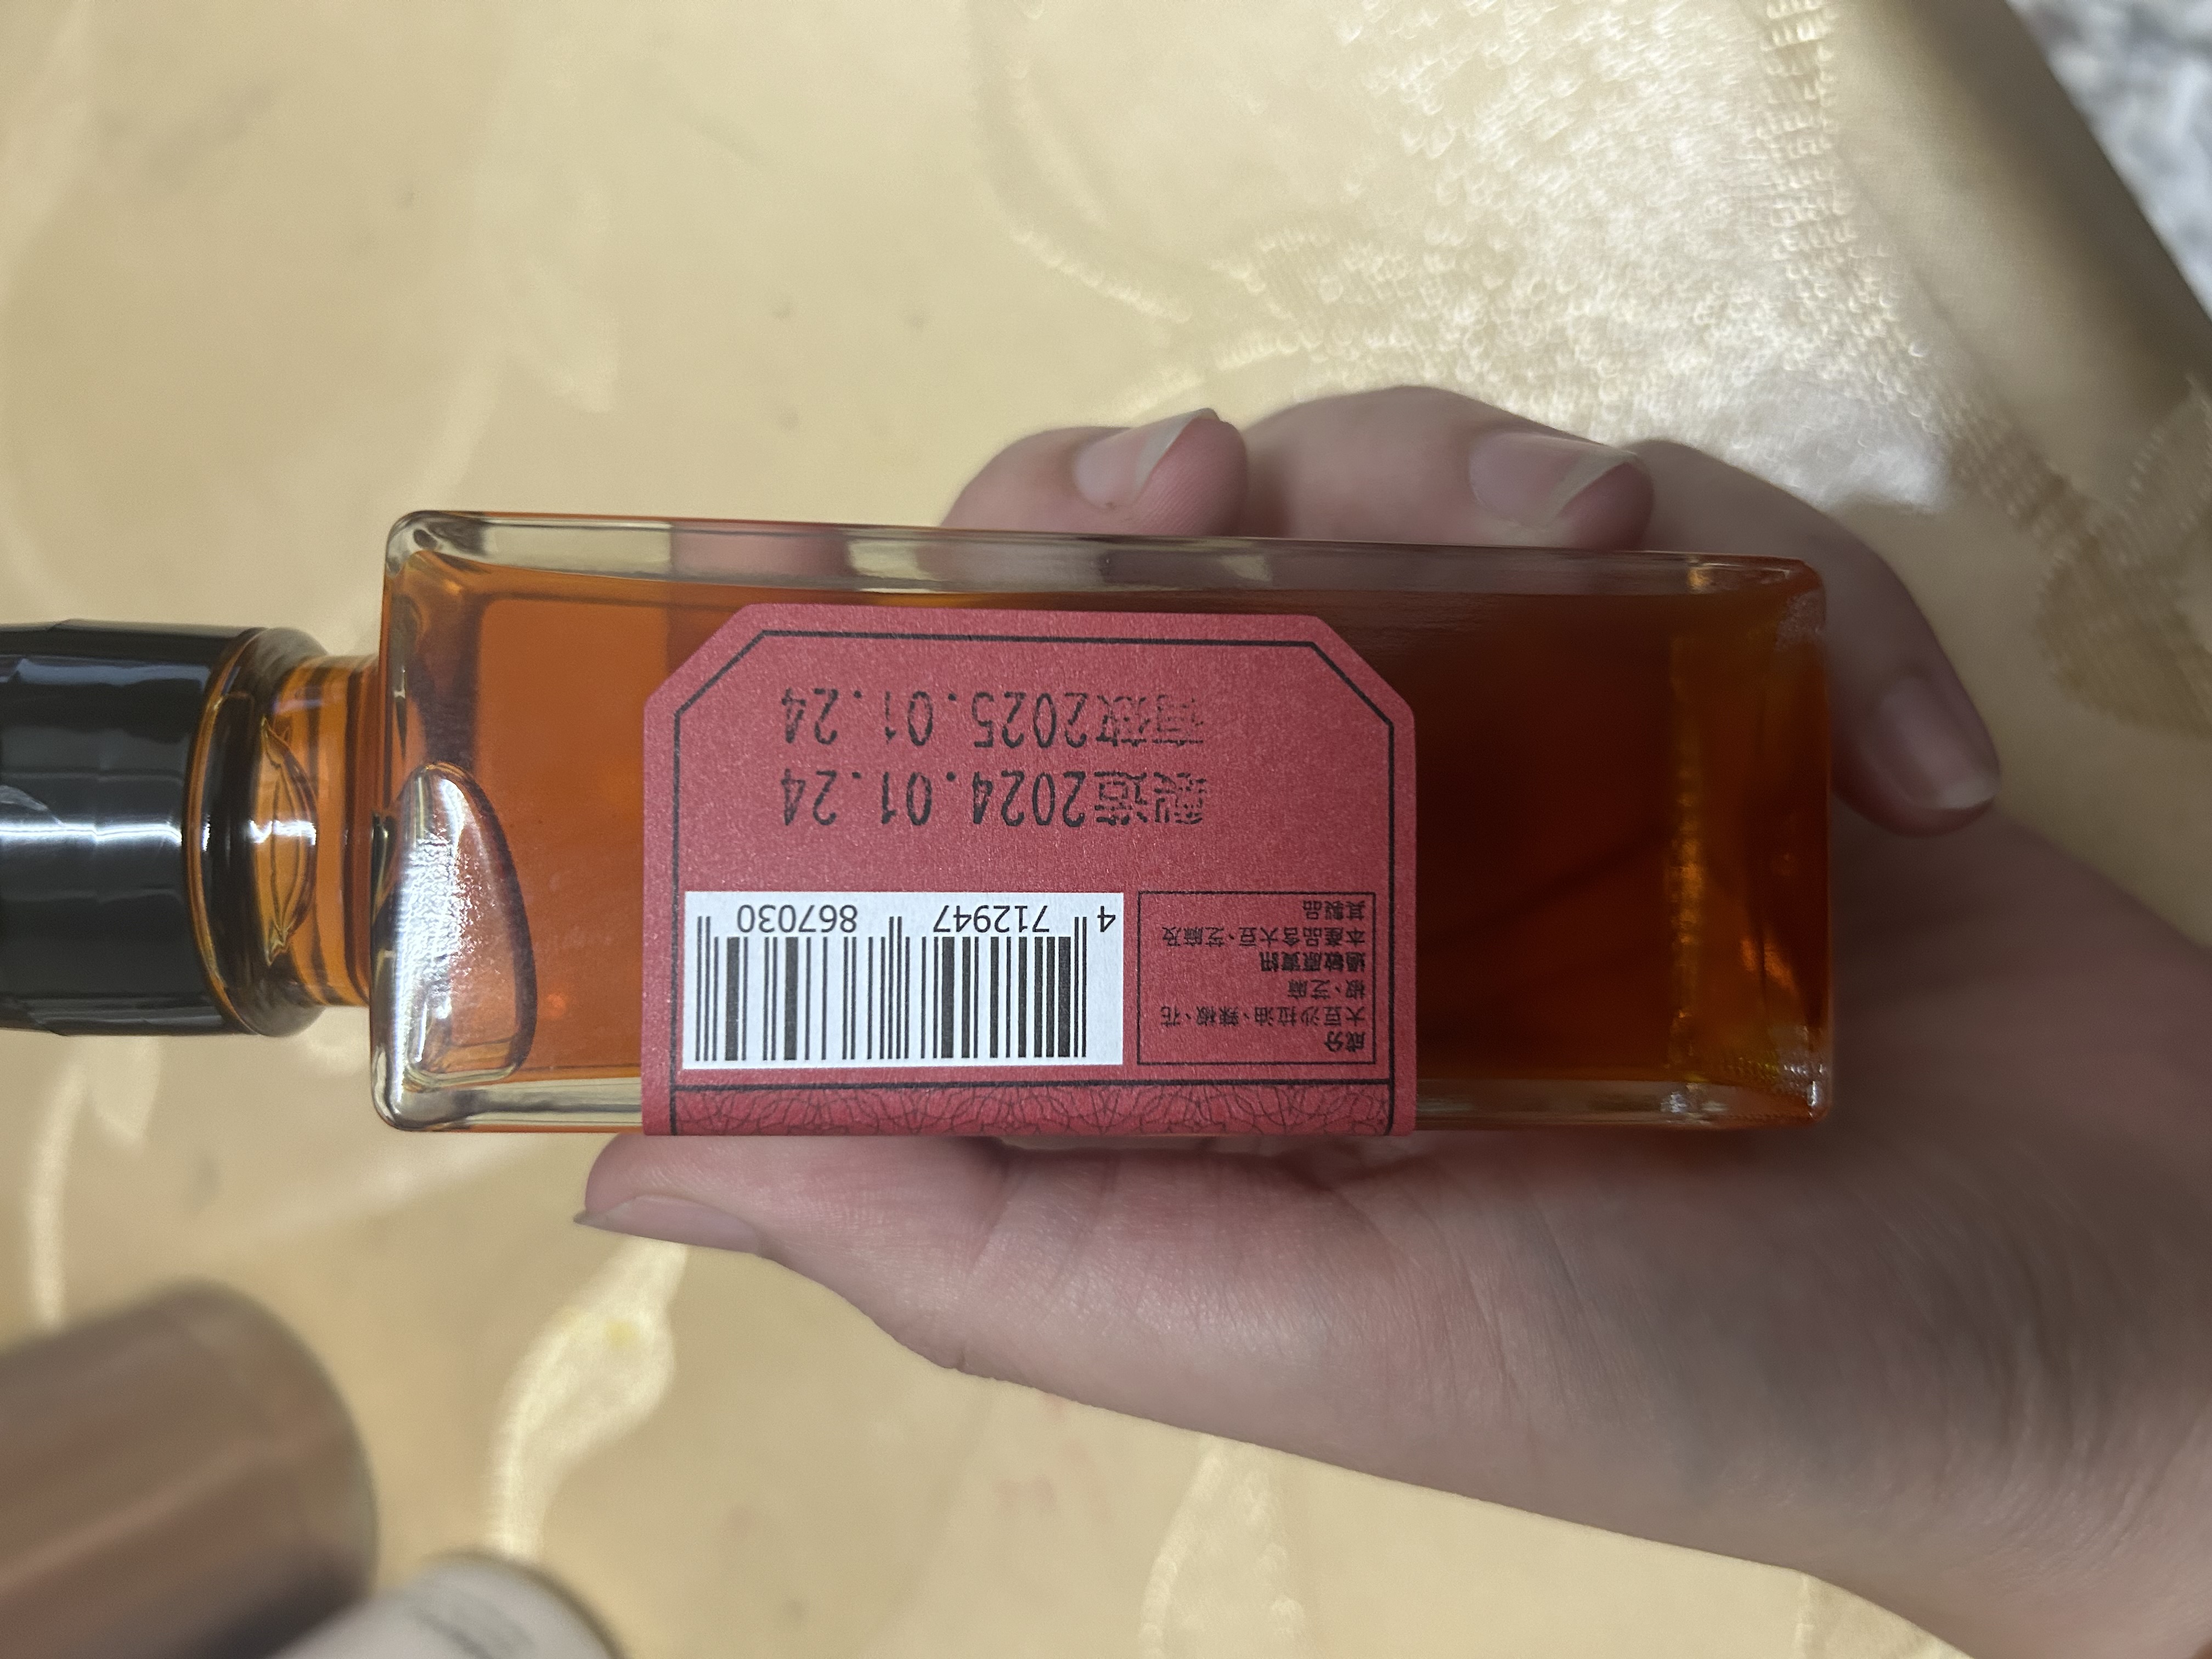 成分
大豆沙拉油、辣椒、花
椒、芝麻
過敏原資訊
本產品含大豆、芝麻及
其製品
4 712947 867030
製造2024.01.24
有效2025.01.24